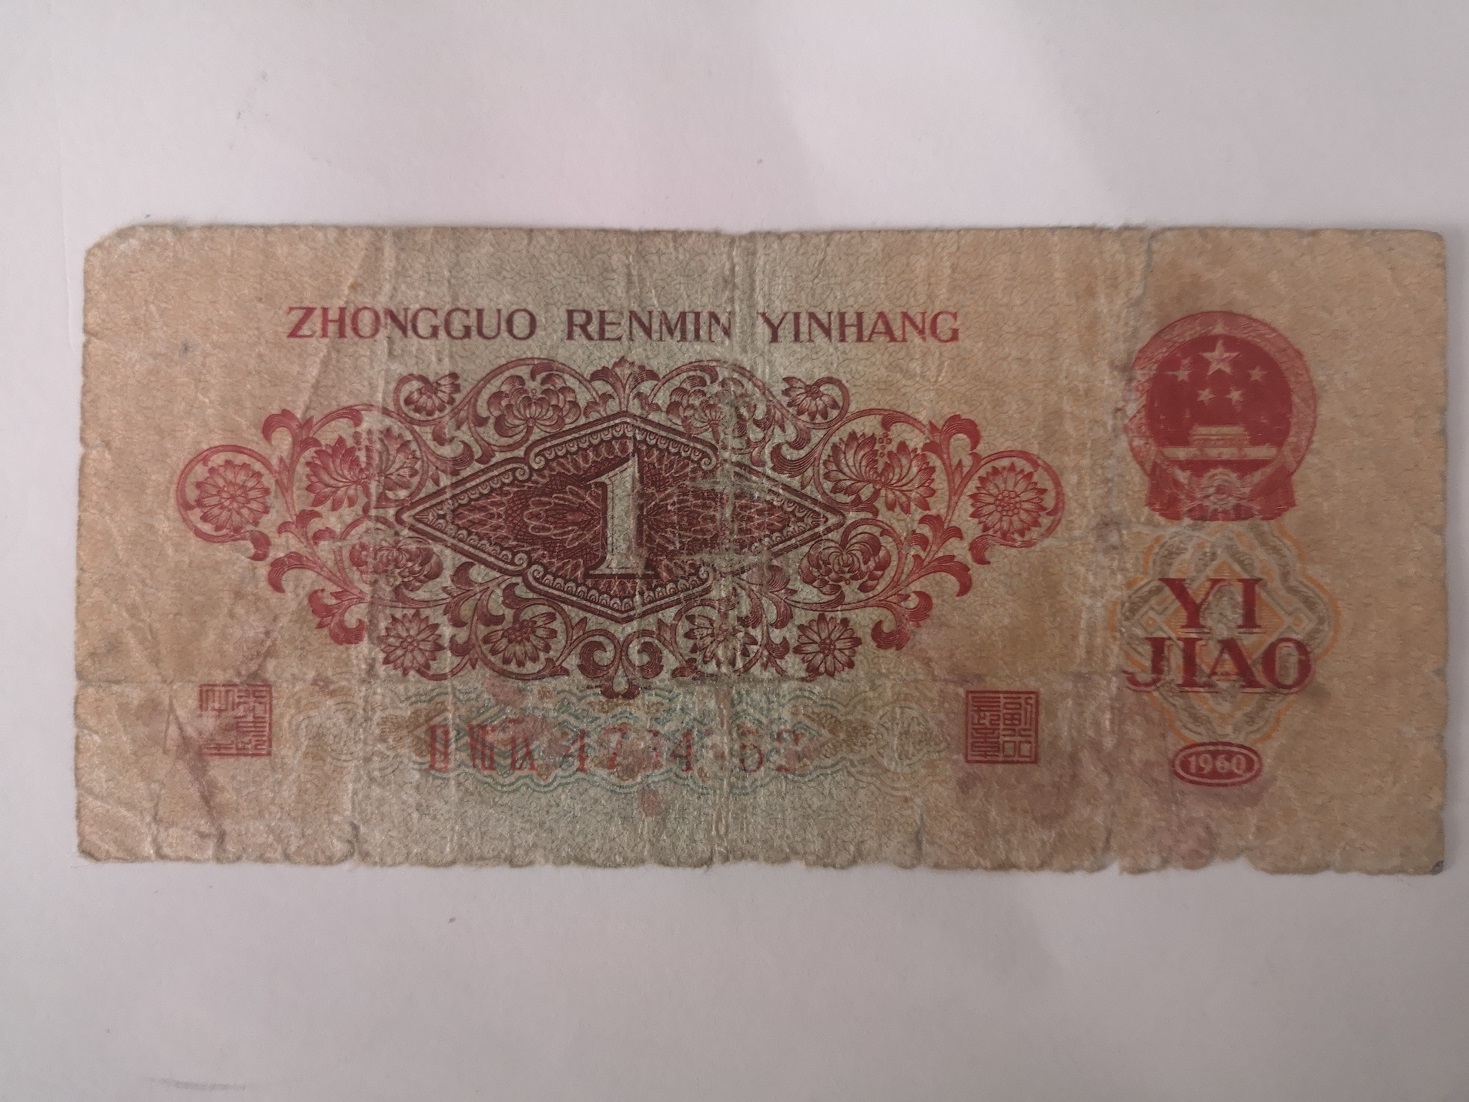 ZHONGGUO RENMIN YINHANG
1
YI
JIAO
1960